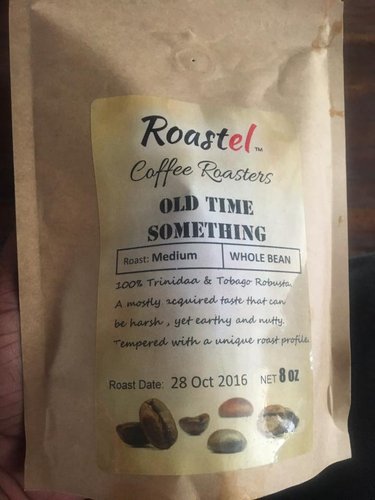 Roastel™
Coffee Roasters
OLD TIME
SOMETHING
Roast: Medium WHOLE BEAN
100% Trinidad & Tobago Robusta.
A mostly acquired taste that can
be harsh, yet earthy and nutty.
Tempered with a unique roast profile.
Roast Date: 28 Oct 2016 NET 8 OZ